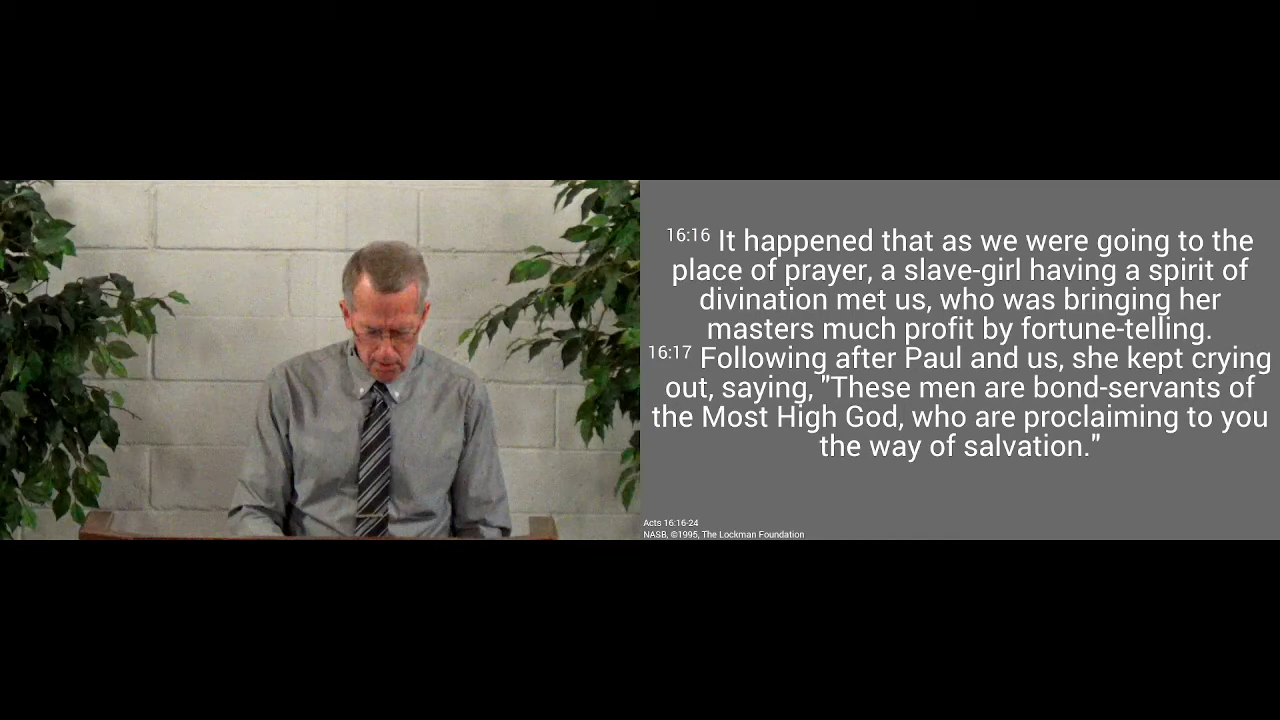 16:16 It happened that as we were going to the
place of prayer, a slave-girl having a spirit of
divination met us, who was bringing her
masters much profit by fortune-telling.
16:17 Following after Paul and us, she kept crying
out, saying, "These men are bond-servants of
the Most High God, who are proclaiming to you
the way of salvation."
Acts 16:16-24
NASB, ©1995, The Lockman Foundation